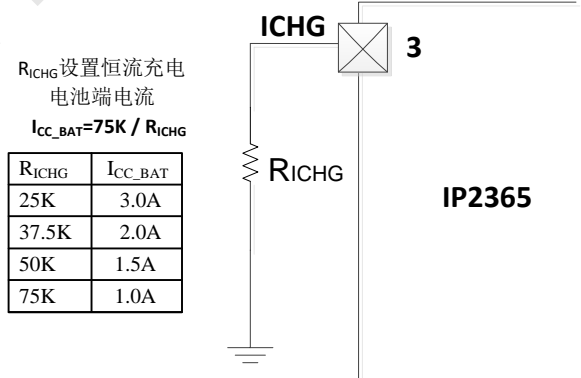 ICHG
3
RICHG设置恒流充电
电池端电流
ICC_BAT=75K / RICHG
RICHG ICC_BAT
25K 3.0A
37.5K 2.0A
50K 1.5A
75K 1.0A
RICHG
IP2365